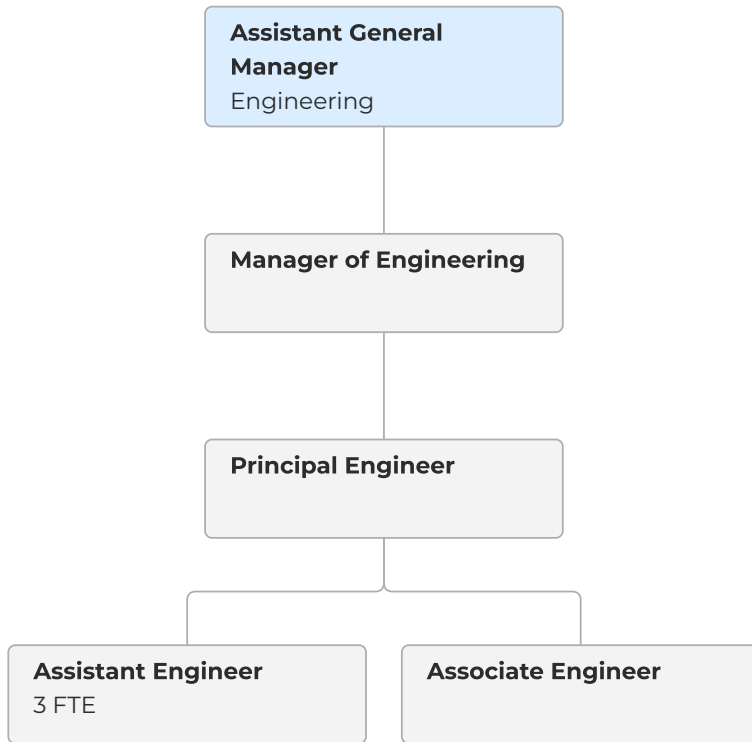 Assistant General
Manager
Engineering
Manager of Engineering
Principal Engineer
Assistant Engineer
3 FTE
Associate Engineer